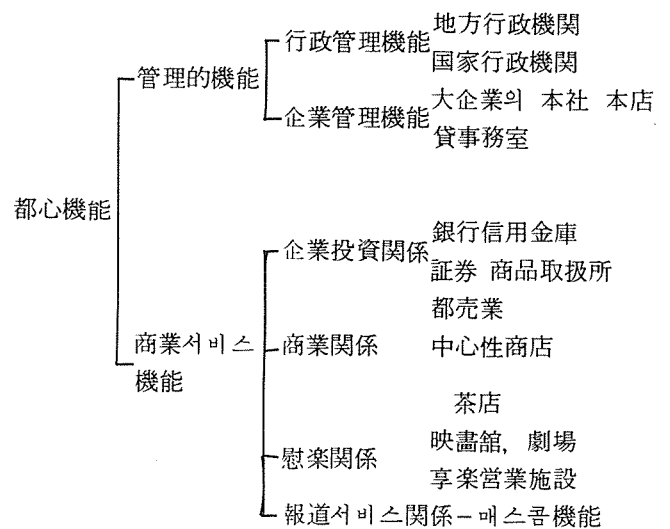 地方行政機関
行政管理機能
国家行政機関
管理的機能
大企業의 本社 本店
企業管理機能
貸事務室
都心機能
銀行信用金庫
企業投資関係
証券 商品取扱所
都売業
商業서비스
機能
商業関係
中心性商店
茶店
映畵舘, 劇場
慰楽関係
享楽営業施設
報道서비스関係-매스콤機能